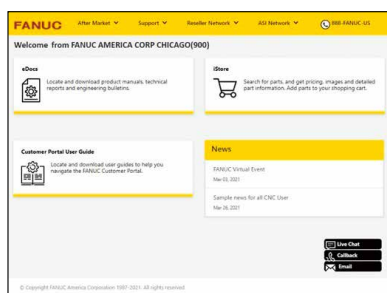 FANUC
After Market Support Reseller Network ASI Network 888-FANUC-US
Welcome from FANUC AMERICA CORP CHICAGO(900)
eDocs
Locate and download product manuals, technical
reports and engineering bulletins.
iStore
Search for parts, and get pricing, images and detailed
part information. Add parts to your shopping cart.
Customer Portal User Guide
Locate and download user guides to help you
navigate the FANUC Customer Portal.
News
FANUC Virtual Event
Mar 03, 2021
Sample news for all CNC User
Mar 26, 2021
Live Chat
Callback
Email
© Copyright FANUC America Corporation 1997-2021. All rights reserved.